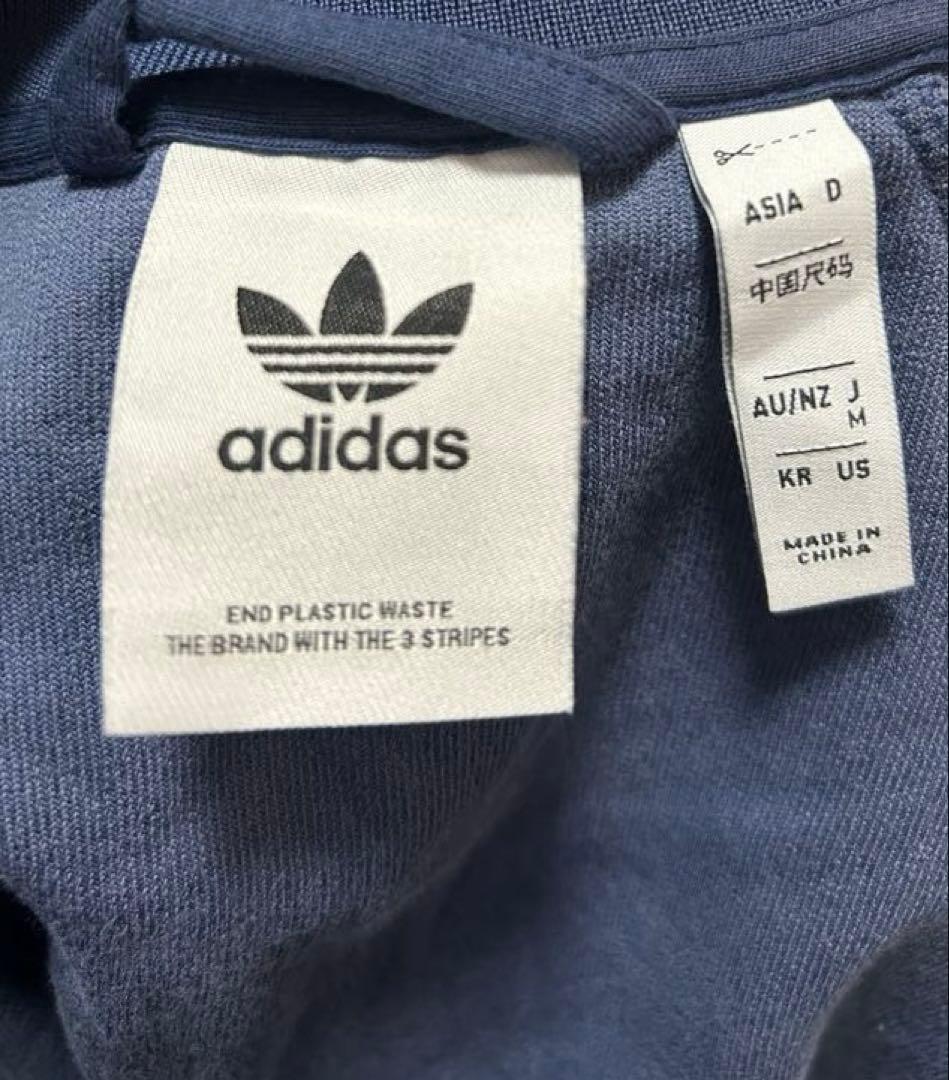 adidas
END PLASTIC WASTE
THE BRAND WITH THE 3 STRIPES
ASIA D
中国尺码
AU/NZ J
M
KR US
MADE IN
CHINA